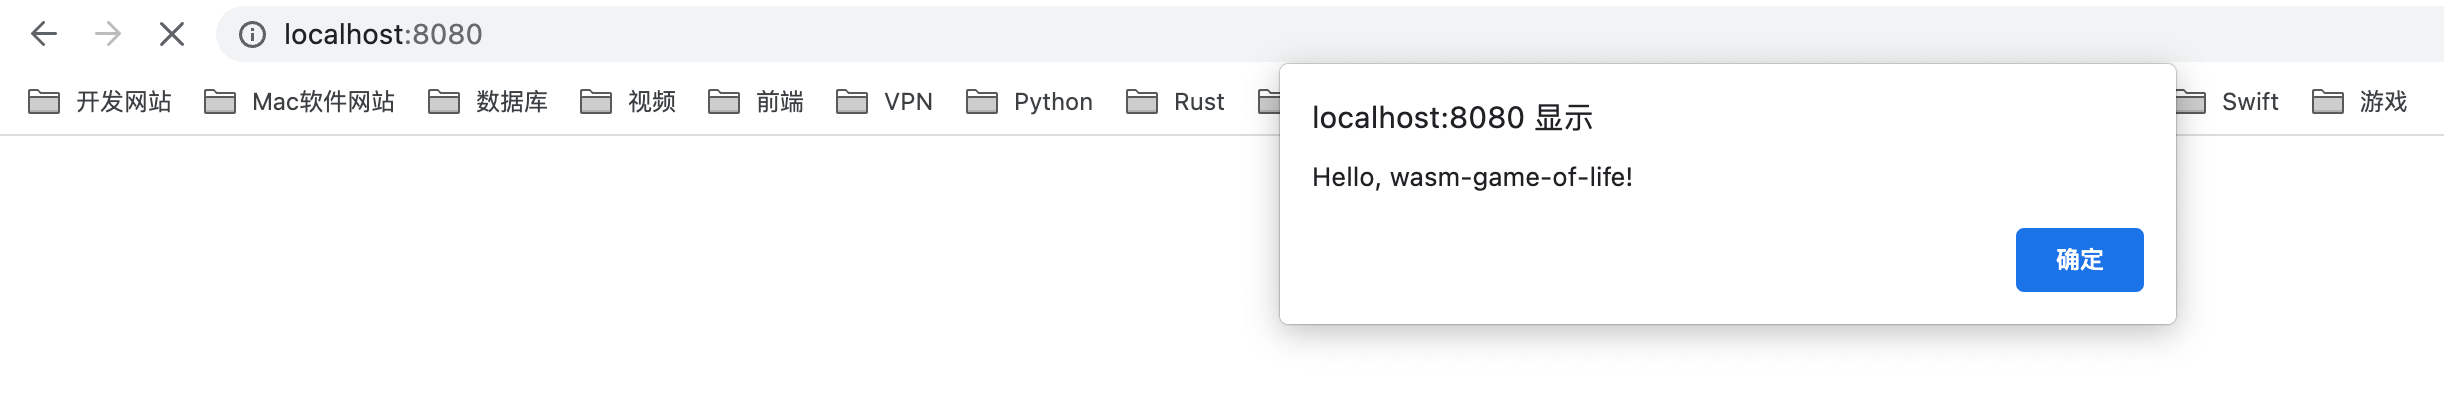 localhost:8080
开发网站 Mac软件网站 数据库 视频 前端 VPN Python Rust Swift 游戏
localhost:8080 显示
Hello, wasm-game-of-life!
确定